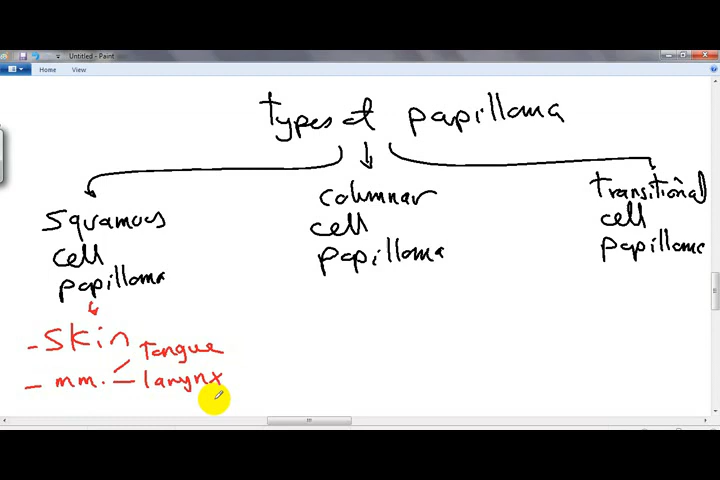 Untitled - Paint
Home View
types of papilloma
squamous
cell
papilloma
columnar
cell
papilloma
transitional
cell
papilloma
- Skin
Tongue
- mm. - larynx